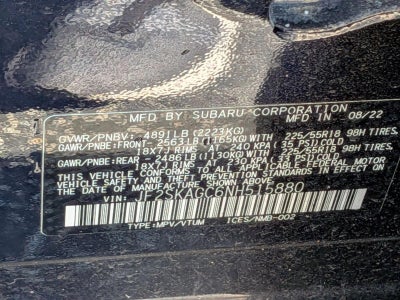 MFD. BY SUBARU CORPORATION
MFD IN 08/22
GVWR/PNBV: 4891LB (2223KG)
GAWR/PNBE:FRONT- 2563LB (1165KG) WITH 225/55R18 98H TIRES,
18X7J RIMS AT 240 KPA (35 PSI) COLD
GAWR/PNBE:REAR - 2486LB (1130KG) WITH 225/55R18 98H TIRES,
18X7J RIMS AT 230 KPA (33 PSI) COLD
THIS VEHICLE CONFORMS TO ALL APPLICABLE FEDERAL MOTOR
VEHICLE SAFETY AND THEFT PREVENTION STANDARDS IN EFFECT ON
THE DATE OF MANUFACTURE SHOWN ABOVE.
VIN: JF2SKAGC6NH515880
TYPE:MPV/VTUM ICES/NMB-002